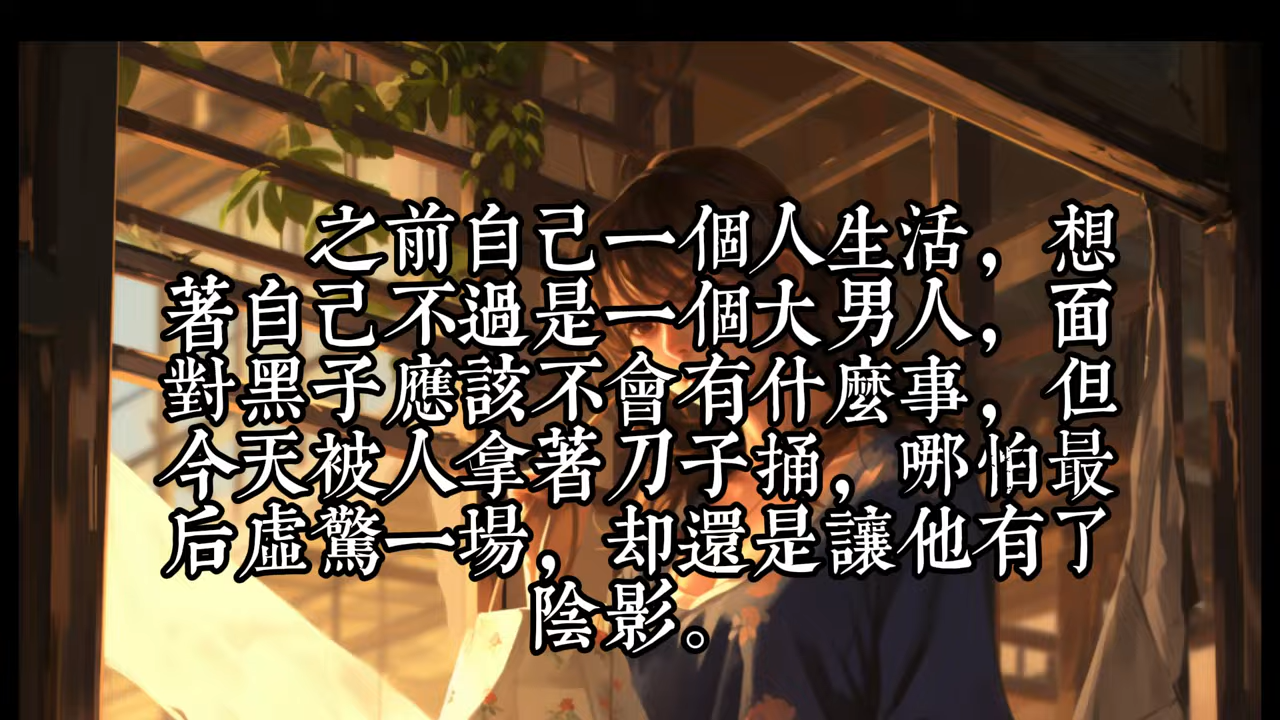 之前自己一個人生活，想
著自己不過是一個大男人，面
對黑子應該不會有什麼事，但
今天被人拿著刀子捅，哪怕最
后虛驚一場，却還是讓他有了
陰影。